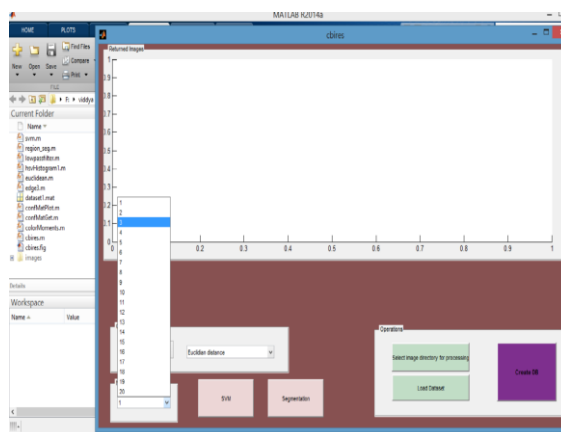 MATLAB R2014a
HOME PLOTS
cbires
New Open Save
Find Files
Compare
Print
FILE
Returned Images
Current Folder
Name
svm.m
region_seg.m
lowpassfilter.m
hsvHistogram1.m
euclidean.m
edge3.m
dataset1.mat
confMatPlot.m
confMatGet.m
colorMoments.m
cbires.m
cbires.fig
images
Details
Workspace
Name Value
1
0.9
0.8
0.7
0.6
0.5
0.4
0.3
0.2
0.1
0
0 0.2 0.3 0.4 0.5 0.6 0.7 0.8 0.9 1
1
2
3
4
5
6
7
8
9
10
11
12
13
14
15
16
17
18
19
20
1
Euclidian distance
SVM
Segmentation
Operations
Select image directory for processing
Load Dataset
Create DB